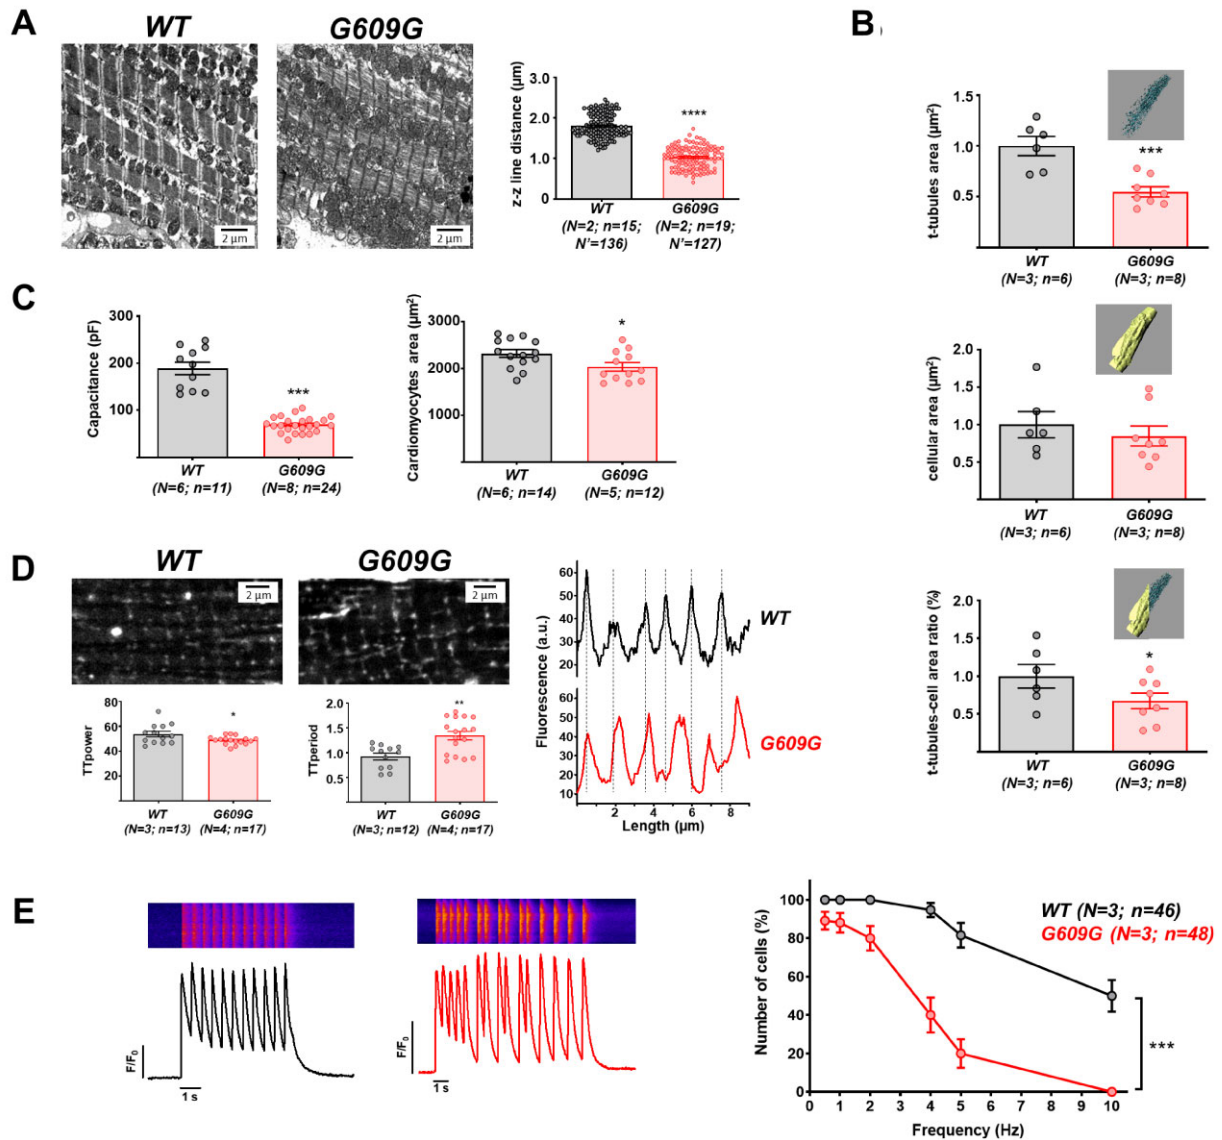 A
WT
G609G
2 µm
2 µm
z-z line distance (µm)
3.0
2.0
1.0
0
****
WT
(N=2; n=15;
N'=136)
G609G
(N=2; n=19;
N'=127)
B
t-tubules area (µm²)
1.5
1.0
0.5
***
WT
(N=3; n=6)
G609G
(N=3; n=8)
cellular area (µm²)
2.0
1.5
1.0
0.5
WT
(N=3; n=6)
G609G
(N=3; n=8)
t-tubules-cell area ratio (%)
2.0
1.5
1.0
0.5
*
WT
(N=3; n=6)
G609G
(N=3; n=8)
C
Capacitance (pF)
300
200
100
***
WT
(N=6; n=11)
G609G
(N=8; n=24)
Cardiomyocytes area (µm²)
3000
2000
1000
*
WT
(N=6; n=14)
G609G
(N=5; n=12)
D
WT
G609G
2 µm
2 µm
TTpower
80
60
40
20
*
WT
(N=3; n=13)
G609G
(N=4; n=17)
TTperiod
2.0
1.5
1.0
0.5
0.0
**
WT
(N=3; n=12)
G609G
(N=4; n=17)
Fluorescence (a.u.)
60
50
40
30
20
WT
60
50
40
30
20
10
G609G
2
4
6
8
Length (µm)
E
F/F0
1 s
F/F0
1 s
Number of cells (%)
100
80
60
40
20
0
0
1
2
3
4
5
6
7
8
9
10
Frequency (Hz)
WT (N=3; n=46)
G609G (N=3; n=48)
***